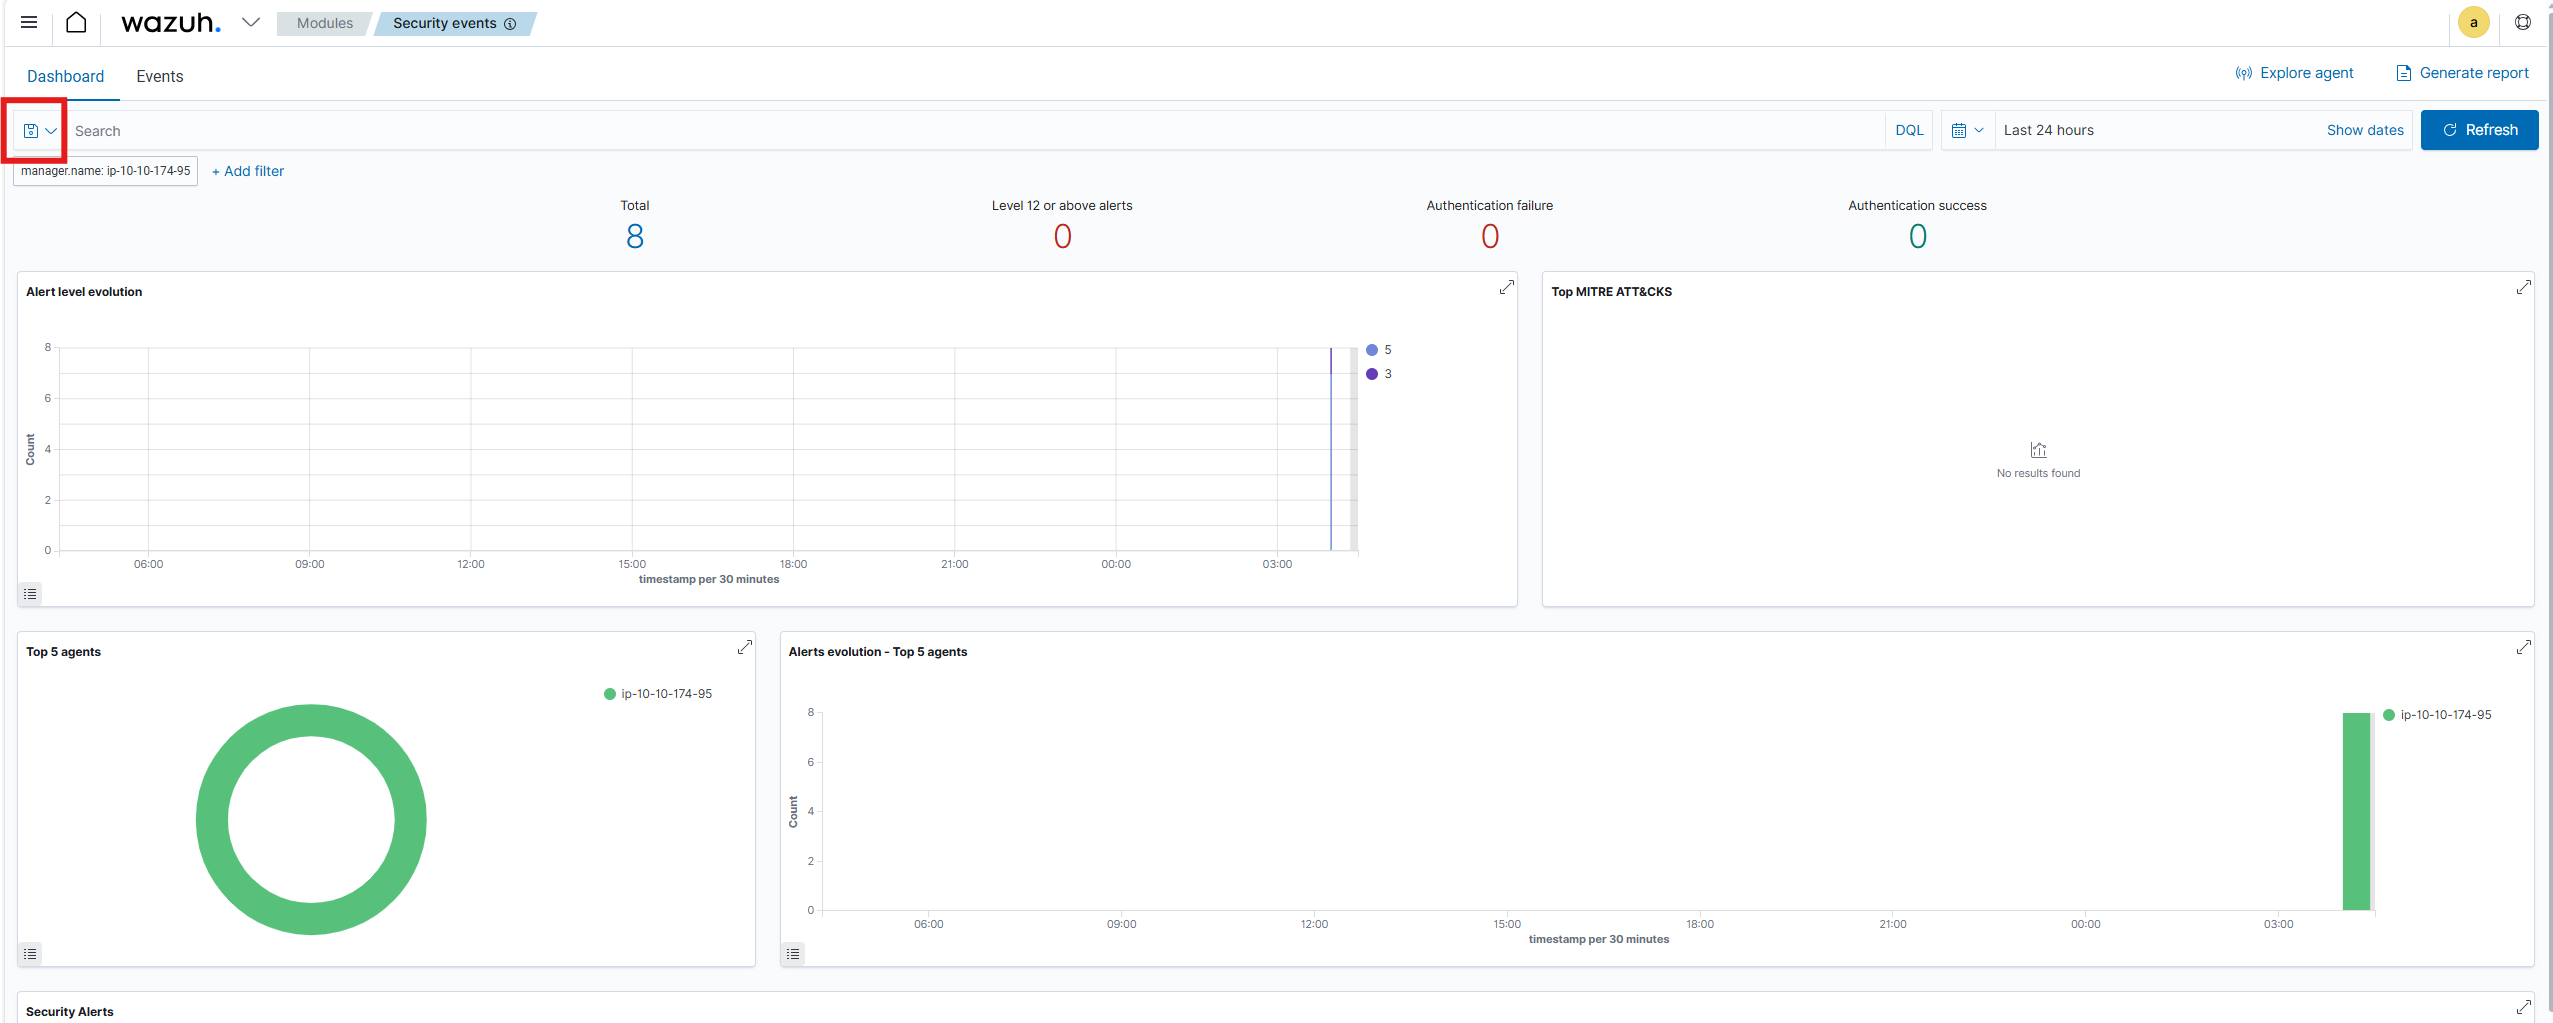 wazuh. Modules Security events a
Dashboard Events Explore agent Generate report
Search DQL Last 24 hours Show dates Refresh
manager.name: ip-10-10-174-95 + Add filter
Total Level 12 or above alerts Authentication failure Authentication success
8 0 0 0
Alert level evolution
8
6
4
2
0
Count
06:00 09:00 12:00 15:00 18:00 21:00 00:00 03:00
timestamp per 30 minutes
5
3
Top MITRE ATT&CKS
No results found
Top 5 agents
ip-10-10-174-95
Alerts evolution - Top 5 agents
8
6
4
2
0
Count
06:00 09:00 12:00 15:00 18:00 21:00 00:00 03:00
timestamp per 30 minutes
ip-10-10-174-95
Security Alerts